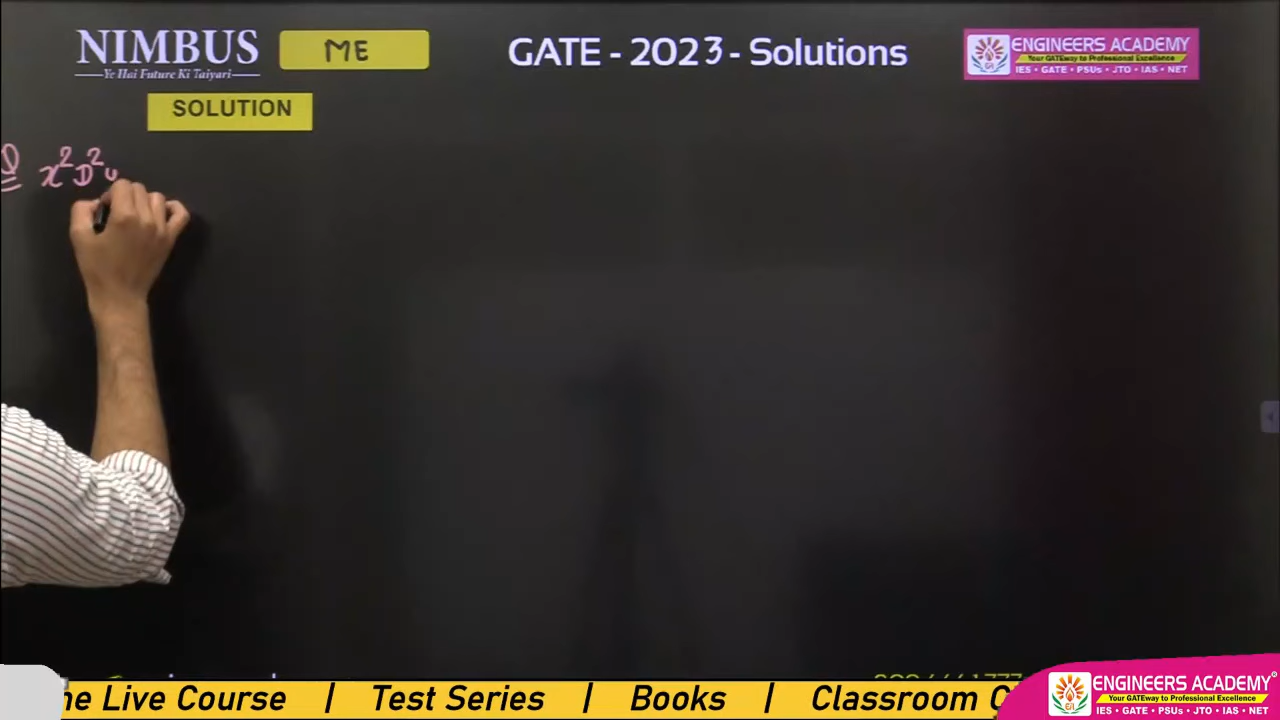 NIMBUS ME GATE - 2023 - Solutions ENGINEERS ACADEMY
Ye Hai Future Ki Taiyari Your GATEway to Professional Excellence
IES • GATE • PSUs • JTO • IAS • NET
SOLUTION
Q x²D²y
he Live Course / Test Series / Books / Classroom C
ENGINEERS ACADEMY
Your GATEway to Professional Excellence
IES • GATE • PSUs • JTO • IAS • NET